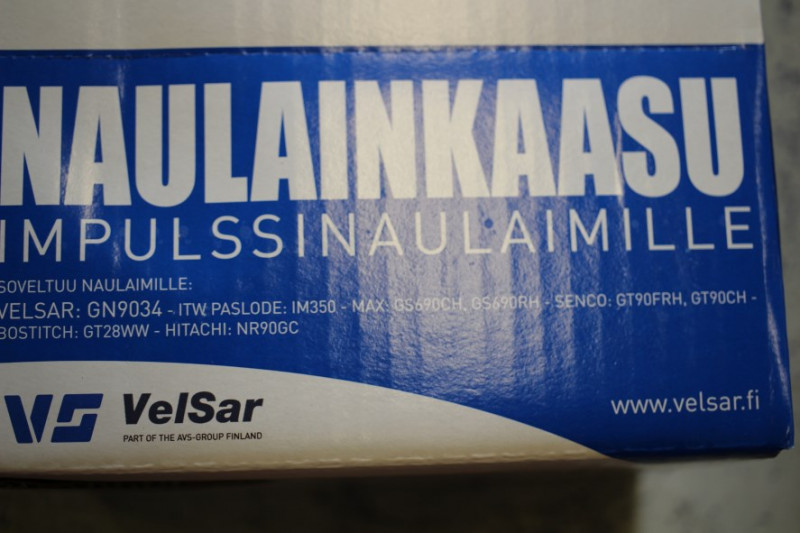 NAULAINKAASU
IMPULSSINAULAIMILLE
SOVELTUU NAULAIMILLE:
VELSAR: GN9034 - ITW PASLODE: IM350 - MAX: GS690CH, GS690RH - SENCO: GT90FRH, GT90CH -
BOSTITCH: GT28WW - HITACHI: NR90GC
www.velsar.fi
VS VelSar
PART OF THE AVS-GROUP FINLAND